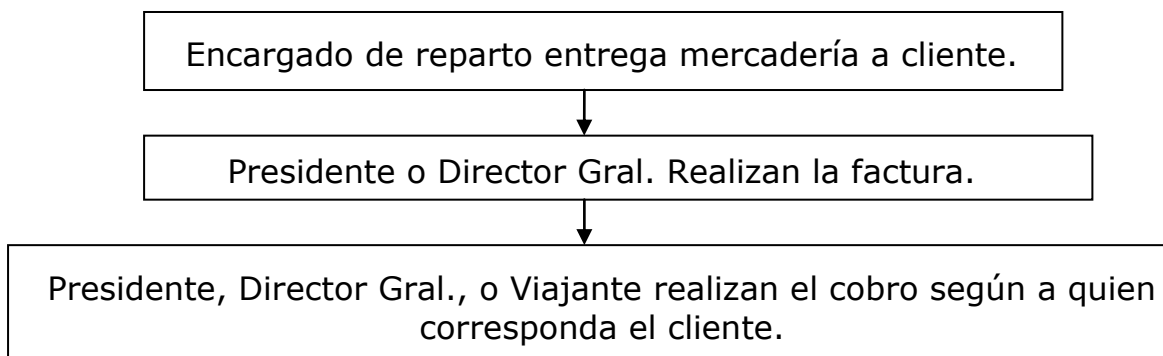 Encargado de reparto entrega mercadería a cliente.
Presidente o Director Gral. Realizan la factura.
Presidente, Director Gral., o Viajante realizan el cobro según a quien
corresponda el cliente.